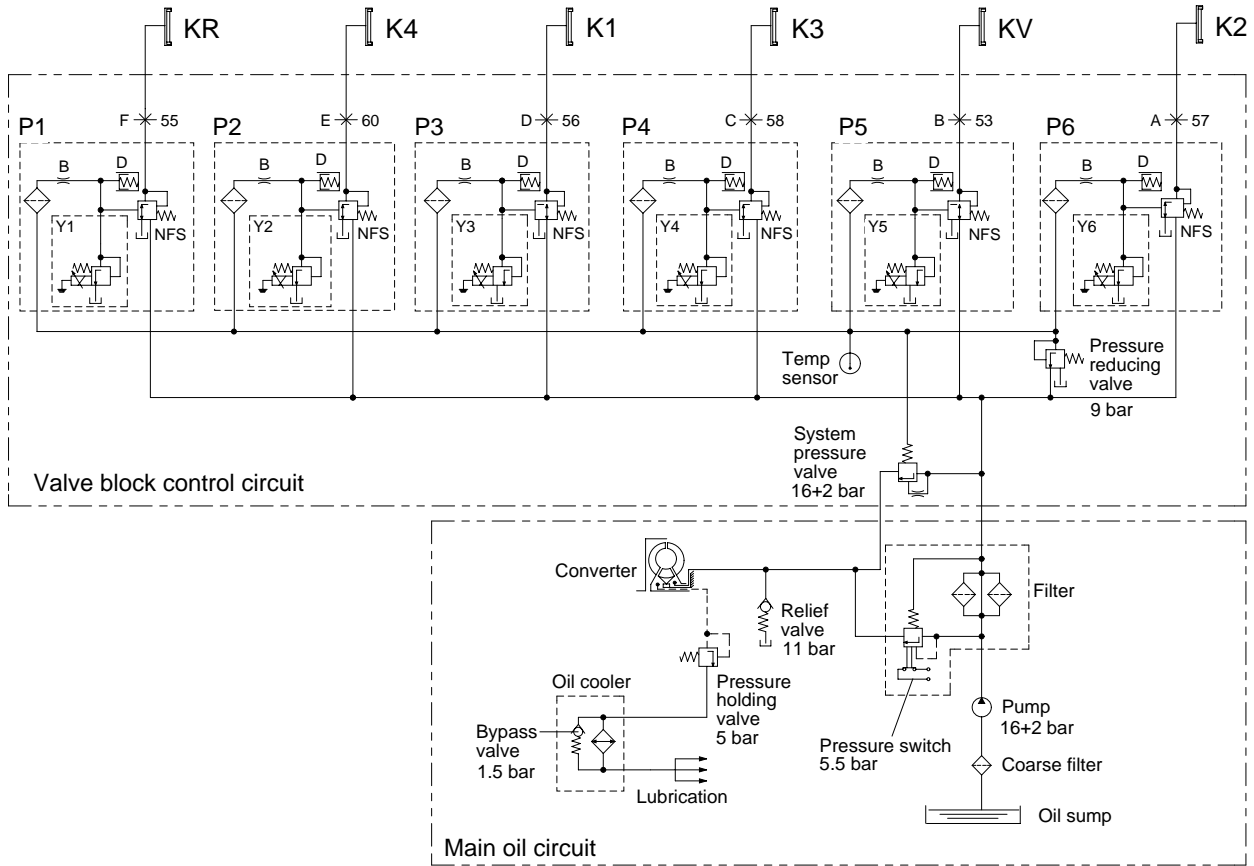 KR
K4
K1
K3
KV
K2
F 55
E 60
D 56
C 58
B 53
A 57
P1
P2
P3
P4
P5
P6
B D
B D
B D
B D
B D
B D
Y1 NFS
Y2 NFS
Y3 NFS
Y4 NFS
Y5 NFS
Y6 NFS
Temp
sensor
Pressure
reducing
valve
9 bar
System
pressure
valve
16+2 bar
Valve block control circuit
Converter
Relief
valve
11 bar
Filter
Oil cooler
Pressure
holding
valve
5 bar
Bypass
valve
1.5 bar
Lubrication
Pressure switch
5.5 bar
Pump
16+2 bar
Coarse filter
Oil sump
Main oil circuit